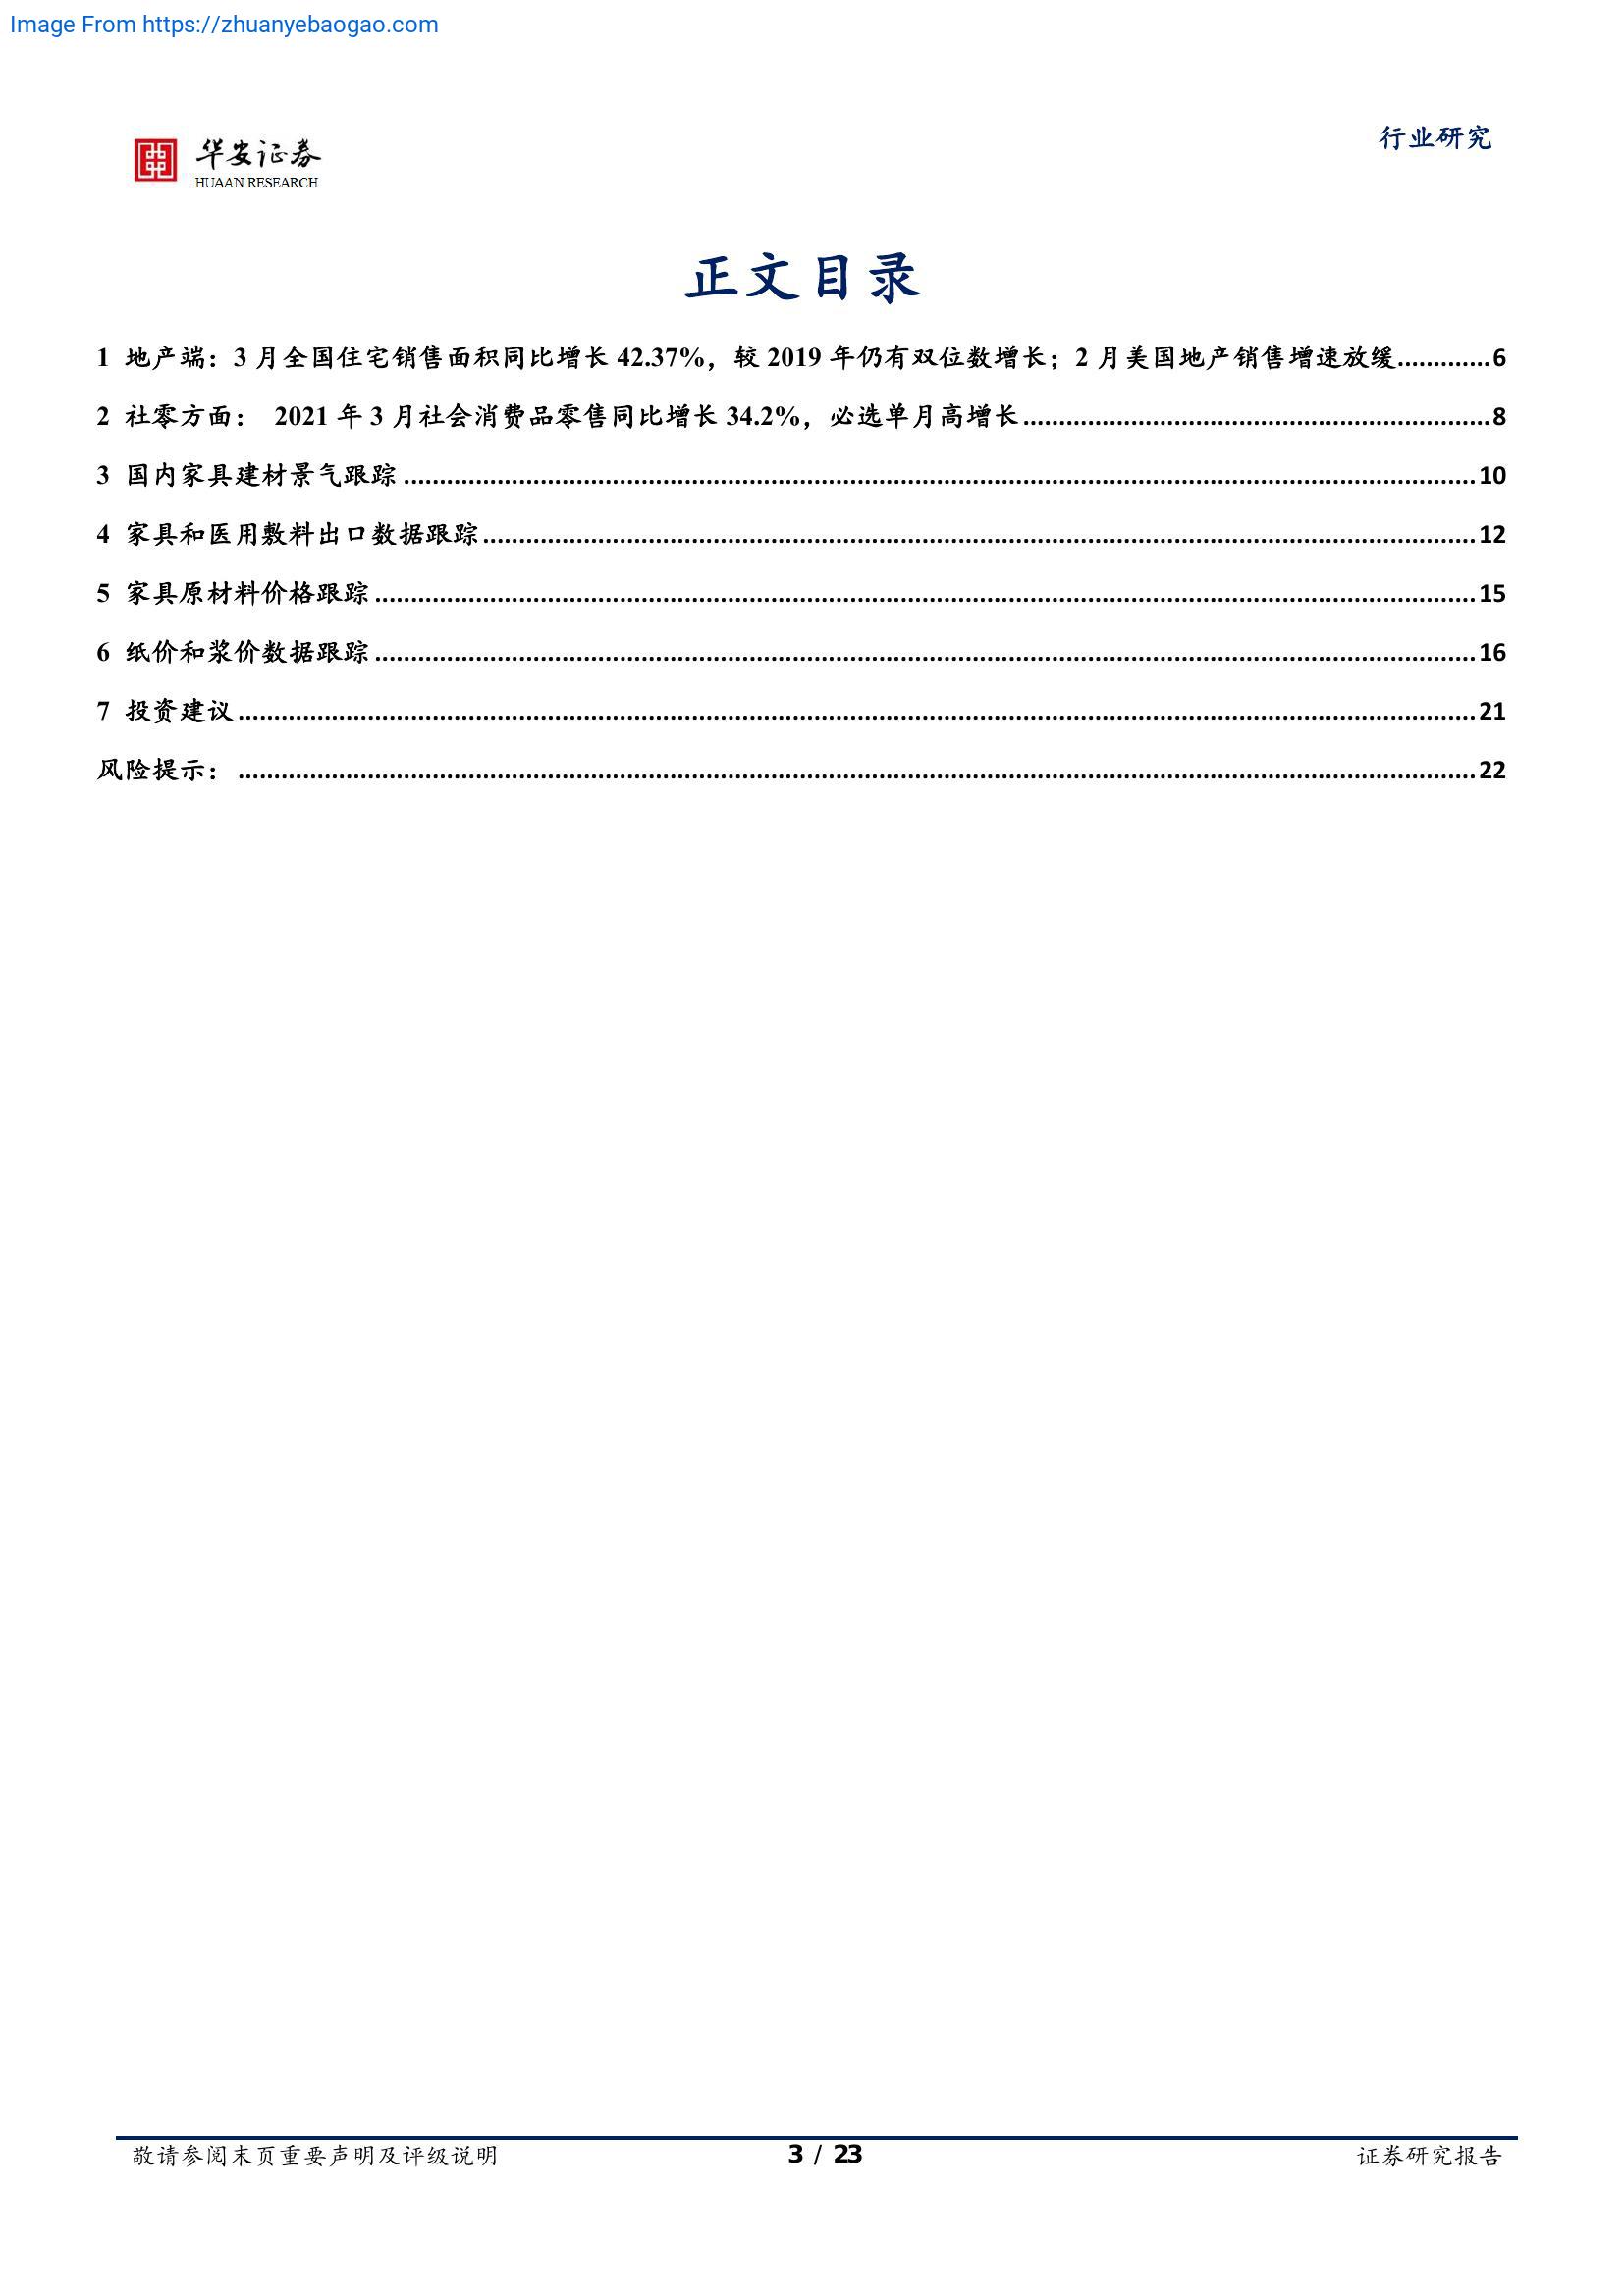 Image From https://zhuanyebaogao.com
华安证券
HUAAN RESEARCH
行业研究
正文目录
1 地产端：3 月全国住宅销售面积同比增长 42.37%，较 2019 年仍有双位数增长；2 月美国地产销售增速放缓.............6
2 社零方面： 2021 年 3 月社会消费品零售同比增长 34.2%，必选单月高增长.................................................................8
3 国内家具建材景气跟踪.....................................................................................................................................................10
4 家具和医用敷料出口数据跟踪..........................................................................................................................................12
5 家具原材料价格跟踪.........................................................................................................................................................15
6 纸价和浆价数据跟踪.........................................................................................................................................................16
7 投资建议............................................................................................................................................................................21
风险提示：............................................................................................................................................................................22
敬请参阅末页重要声明及评级说明
3 / 23
证券研究报告